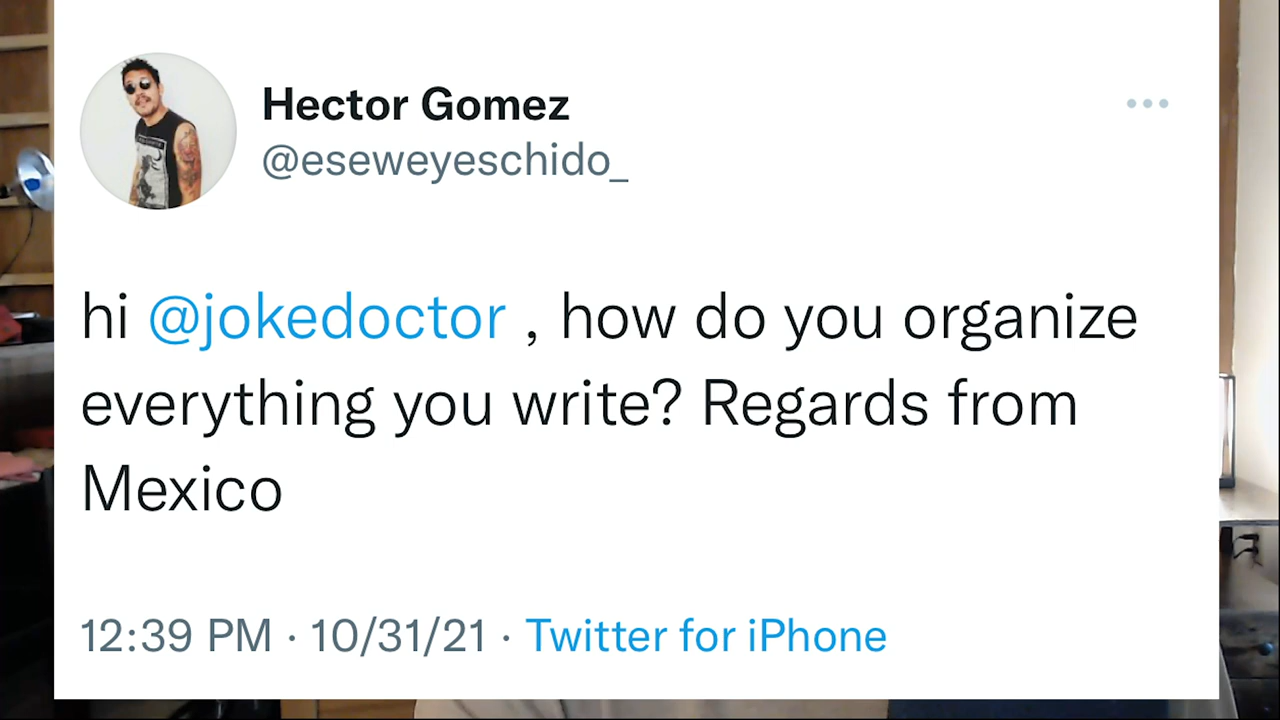 Hector Gomez
@eseweyeschido_
hi @jokedoctor , how do you organize
everything you write? Regards from
Mexico
12:39 PM · 10/31/21 · Twitter for iPhone